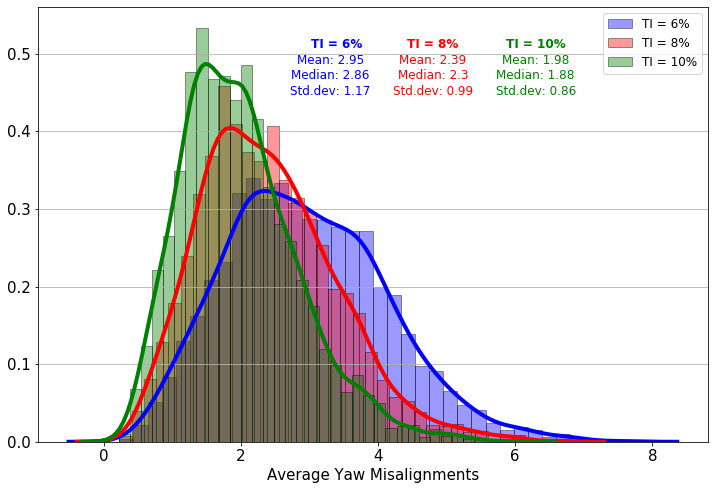 TI = 6% TI = 8% TI = 10%
Mean: 2.95 Mean: 2.39 Mean: 1.98
Median: 2.86 Median: 2.3 Median: 1.88
Std.dev: 1.17 Std.dev: 0.99 Std.dev: 0.86
TI = 6%
TI = 8%
TI = 10%
0.5
0.4
0.3
0.2
0.1
0.0
0 2 4 6 8
Average Yaw Misalignments